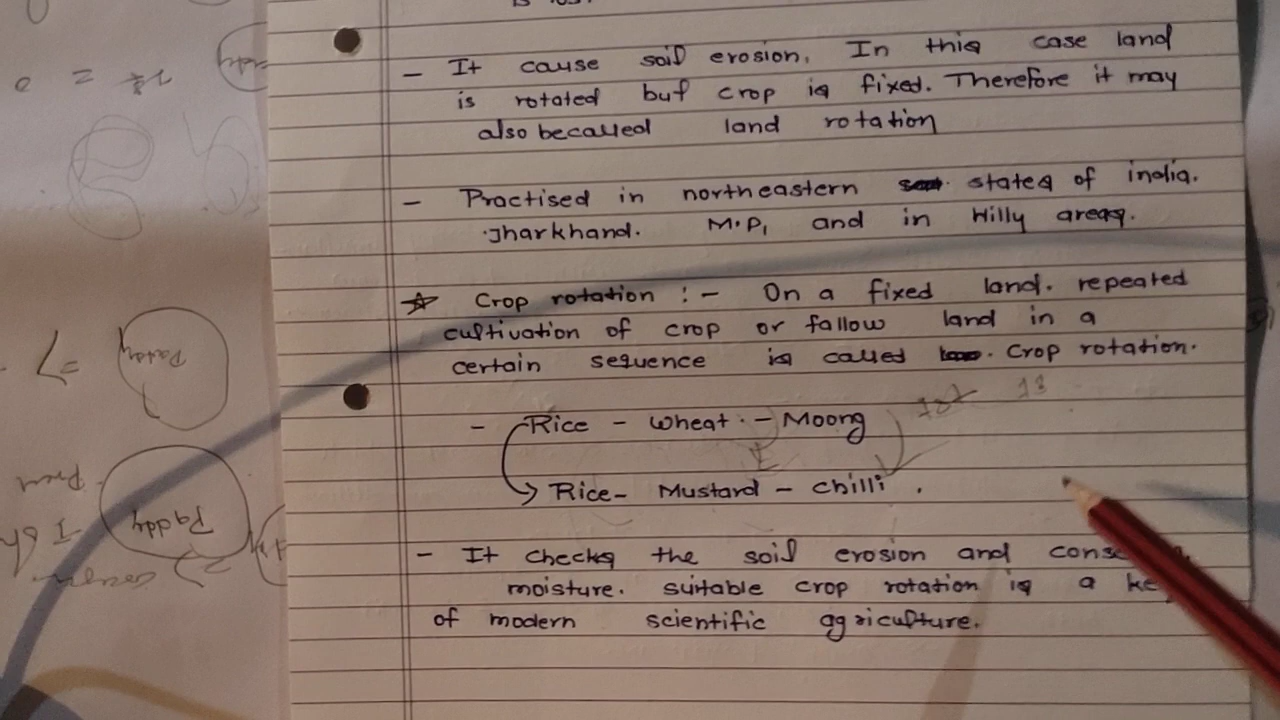 - It cause soil erosion, In this case land
is rotated but crop is fixed. Therefore it may
also be called land rotation
- Practised in northeastern states of india.
Jharkhand. M.P, and in Hilly areas.
☆ Crop rotation :- On a fixed land. repeated
cultivation of crop or fallow land in a
certain sequence is called Crop rotation.
- Rice - Wheat - Moong
Rice - Mustard - Chilli.
- It checks the soil erosion and
moisture. suitable crop rotation is a
of modern scientific agriculture.
Paddy
Paddy